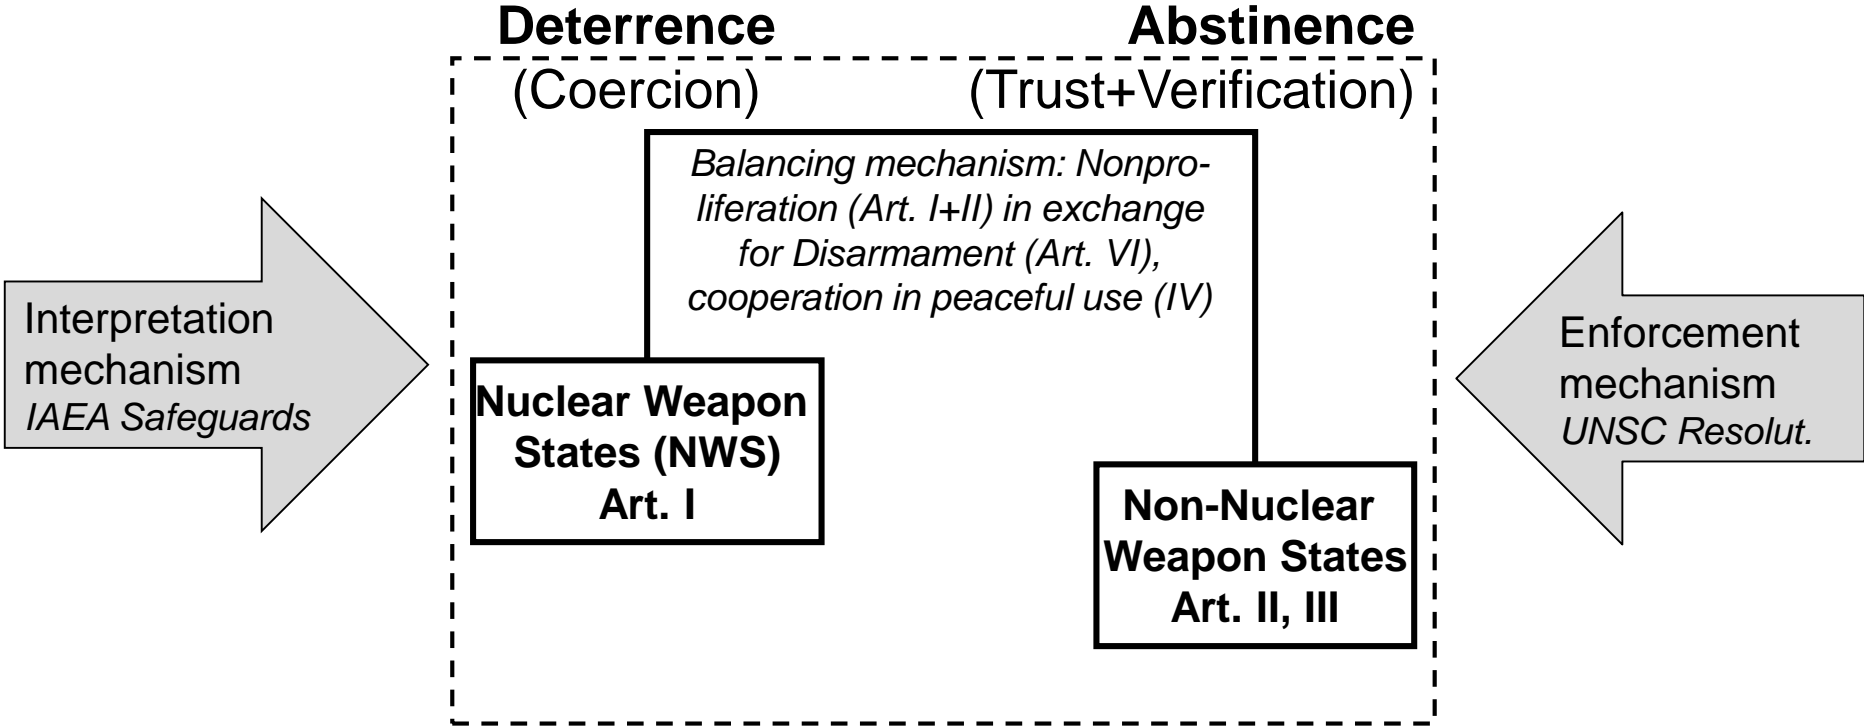 Deterrence
Abstinence
(Coercion)
(Trust+Verification)
Balancing mechanism: Nonpro-
liferation (Art. I+II) in exchange
for Disarmament (Art. VI),
cooperation in peaceful use (IV)
Interpretation
mechanism
IAEA Safeguards
Enforcement
mechanism
UNSC Resolut.
Nuclear Weapon
States (NWS)
Art. I
Non-Nuclear
Weapon States
Art. II, III